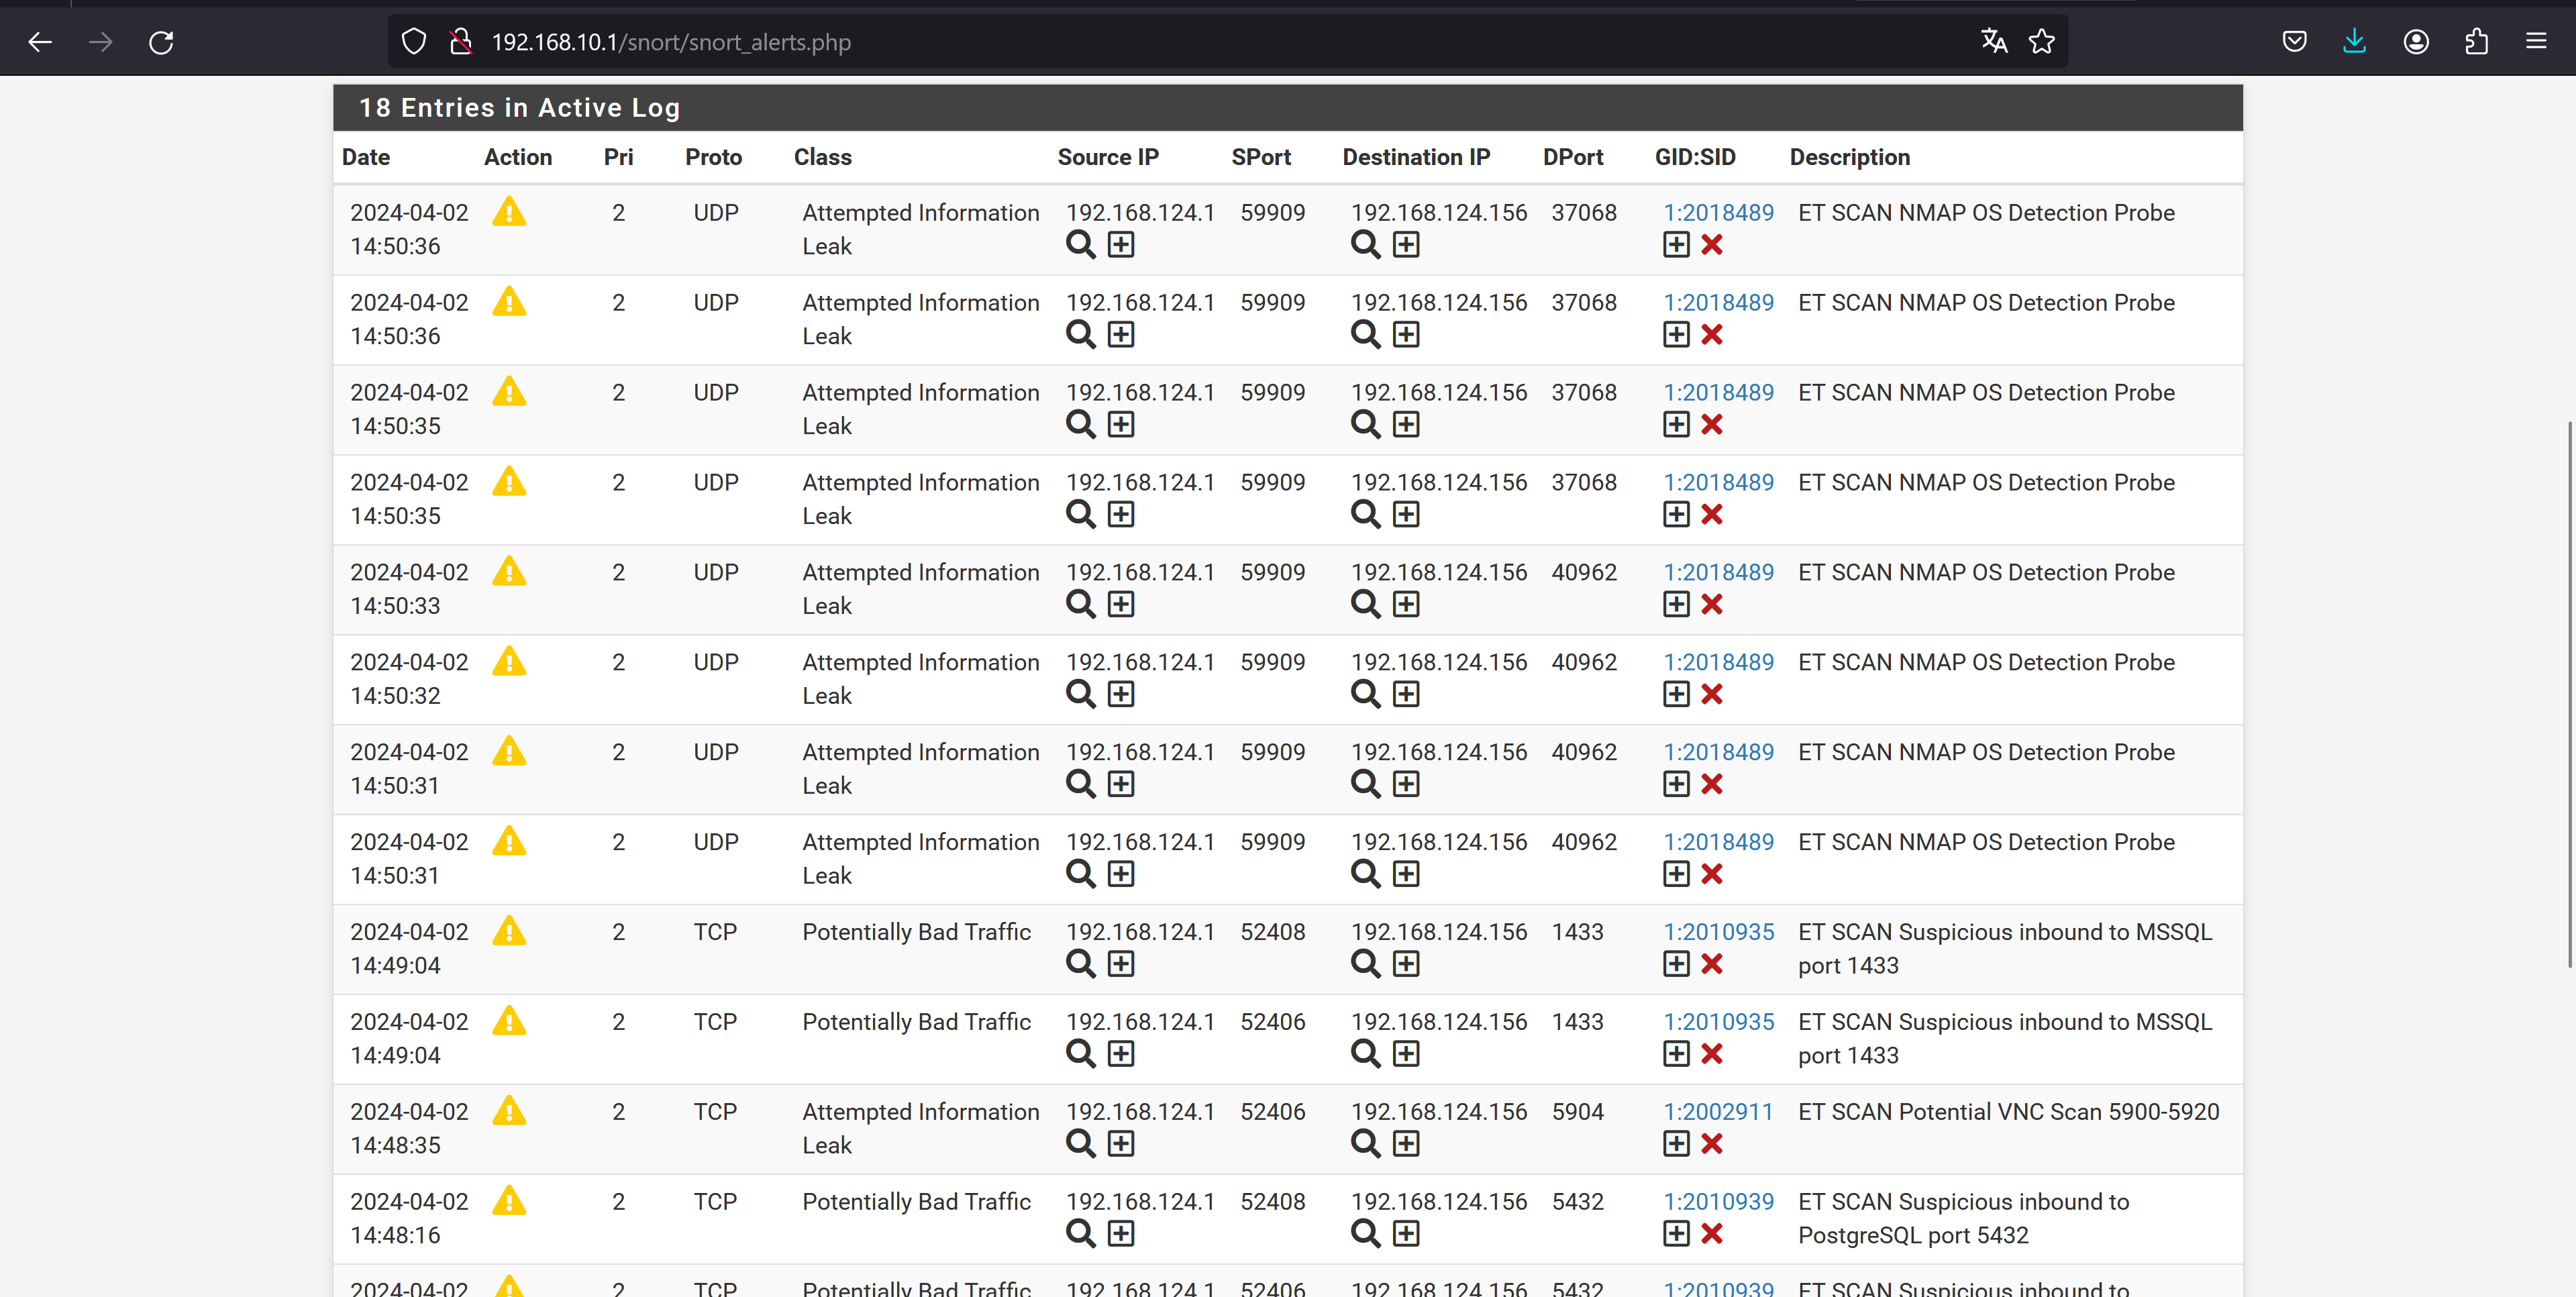 192.168.10.1/snort/snort_alerts.php
18 Entries in Active Log
Date Action Pri Proto Class Source IP SPort Destination IP DPort GID:SID Description
2024-04-02 2 UDP Attempted Information 192.168.124.1 59909 192.168.124.156 37068 1:2018489 ET SCAN NMAP OS Detection Probe
14:50:36 Leak
2024-04-02 2 UDP Attempted Information 192.168.124.1 59909 192.168.124.156 37068 1:2018489 ET SCAN NMAP OS Detection Probe
14:50:36 Leak
2024-04-02 2 UDP Attempted Information 192.168.124.1 59909 192.168.124.156 37068 1:2018489 ET SCAN NMAP OS Detection Probe
14:50:35 Leak
2024-04-02 2 UDP Attempted Information 192.168.124.1 59909 192.168.124.156 37068 1:2018489 ET SCAN NMAP OS Detection Probe
14:50:35 Leak
2024-04-02 2 UDP Attempted Information 192.168.124.1 59909 192.168.124.156 40962 1:2018489 ET SCAN NMAP OS Detection Probe
14:50:33 Leak
2024-04-02 2 UDP Attempted Information 192.168.124.1 59909 192.168.124.156 40962 1:2018489 ET SCAN NMAP OS Detection Probe
14:50:32 Leak
2024-04-02 2 UDP Attempted Information 192.168.124.1 59909 192.168.124.156 40962 1:2018489 ET SCAN NMAP OS Detection Probe
14:50:31 Leak
2024-04-02 2 UDP Attempted Information 192.168.124.1 59909 192.168.124.156 40962 1:2018489 ET SCAN NMAP OS Detection Probe
14:50:31 Leak
2024-04-02 2 TCP Potentially Bad Traffic 192.168.124.1 52408 192.168.124.156 1433 1:2010935 ET SCAN Suspicious inbound to MSSQL
14:49:04 port 1433
2024-04-02 2 TCP Potentially Bad Traffic 192.168.124.1 52406 192.168.124.156 1433 1:2010935 ET SCAN Suspicious inbound to MSSQL
14:49:04 port 1433
2024-04-02 2 TCP Attempted Information 192.168.124.1 52406 192.168.124.156 5904 1:2002911 ET SCAN Potential VNC Scan 5900-5920
14:48:35 Leak
2024-04-02 2 TCP Potentially Bad Traffic 192.168.124.1 52408 192.168.124.156 5432 1:2010939 ET SCAN Suspicious inbound to
14:48:16 PostgreSQL port 5432
2024-04-02 2 TCP Potentially Bad Traffic 192.168.124.1 52406 192.168.124.156 5432 1:2010939 ET SCAN Suspicious inbound to